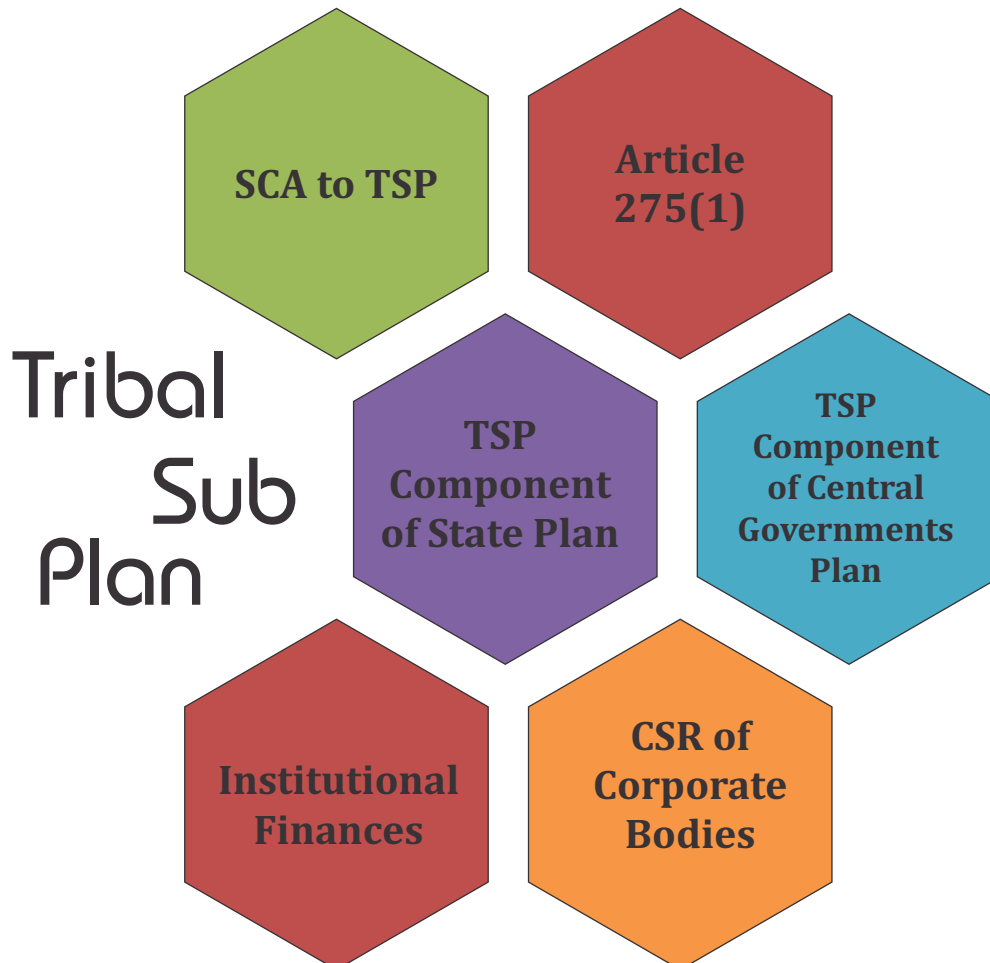 SCA to TSP
Article
275(1)
Tribal
Sub
Plan
TSP
Component
of State Plan
TSP
Component
of Central
Governments
Plan
Institutional
Finances
CSR of
Corporate
Bodies